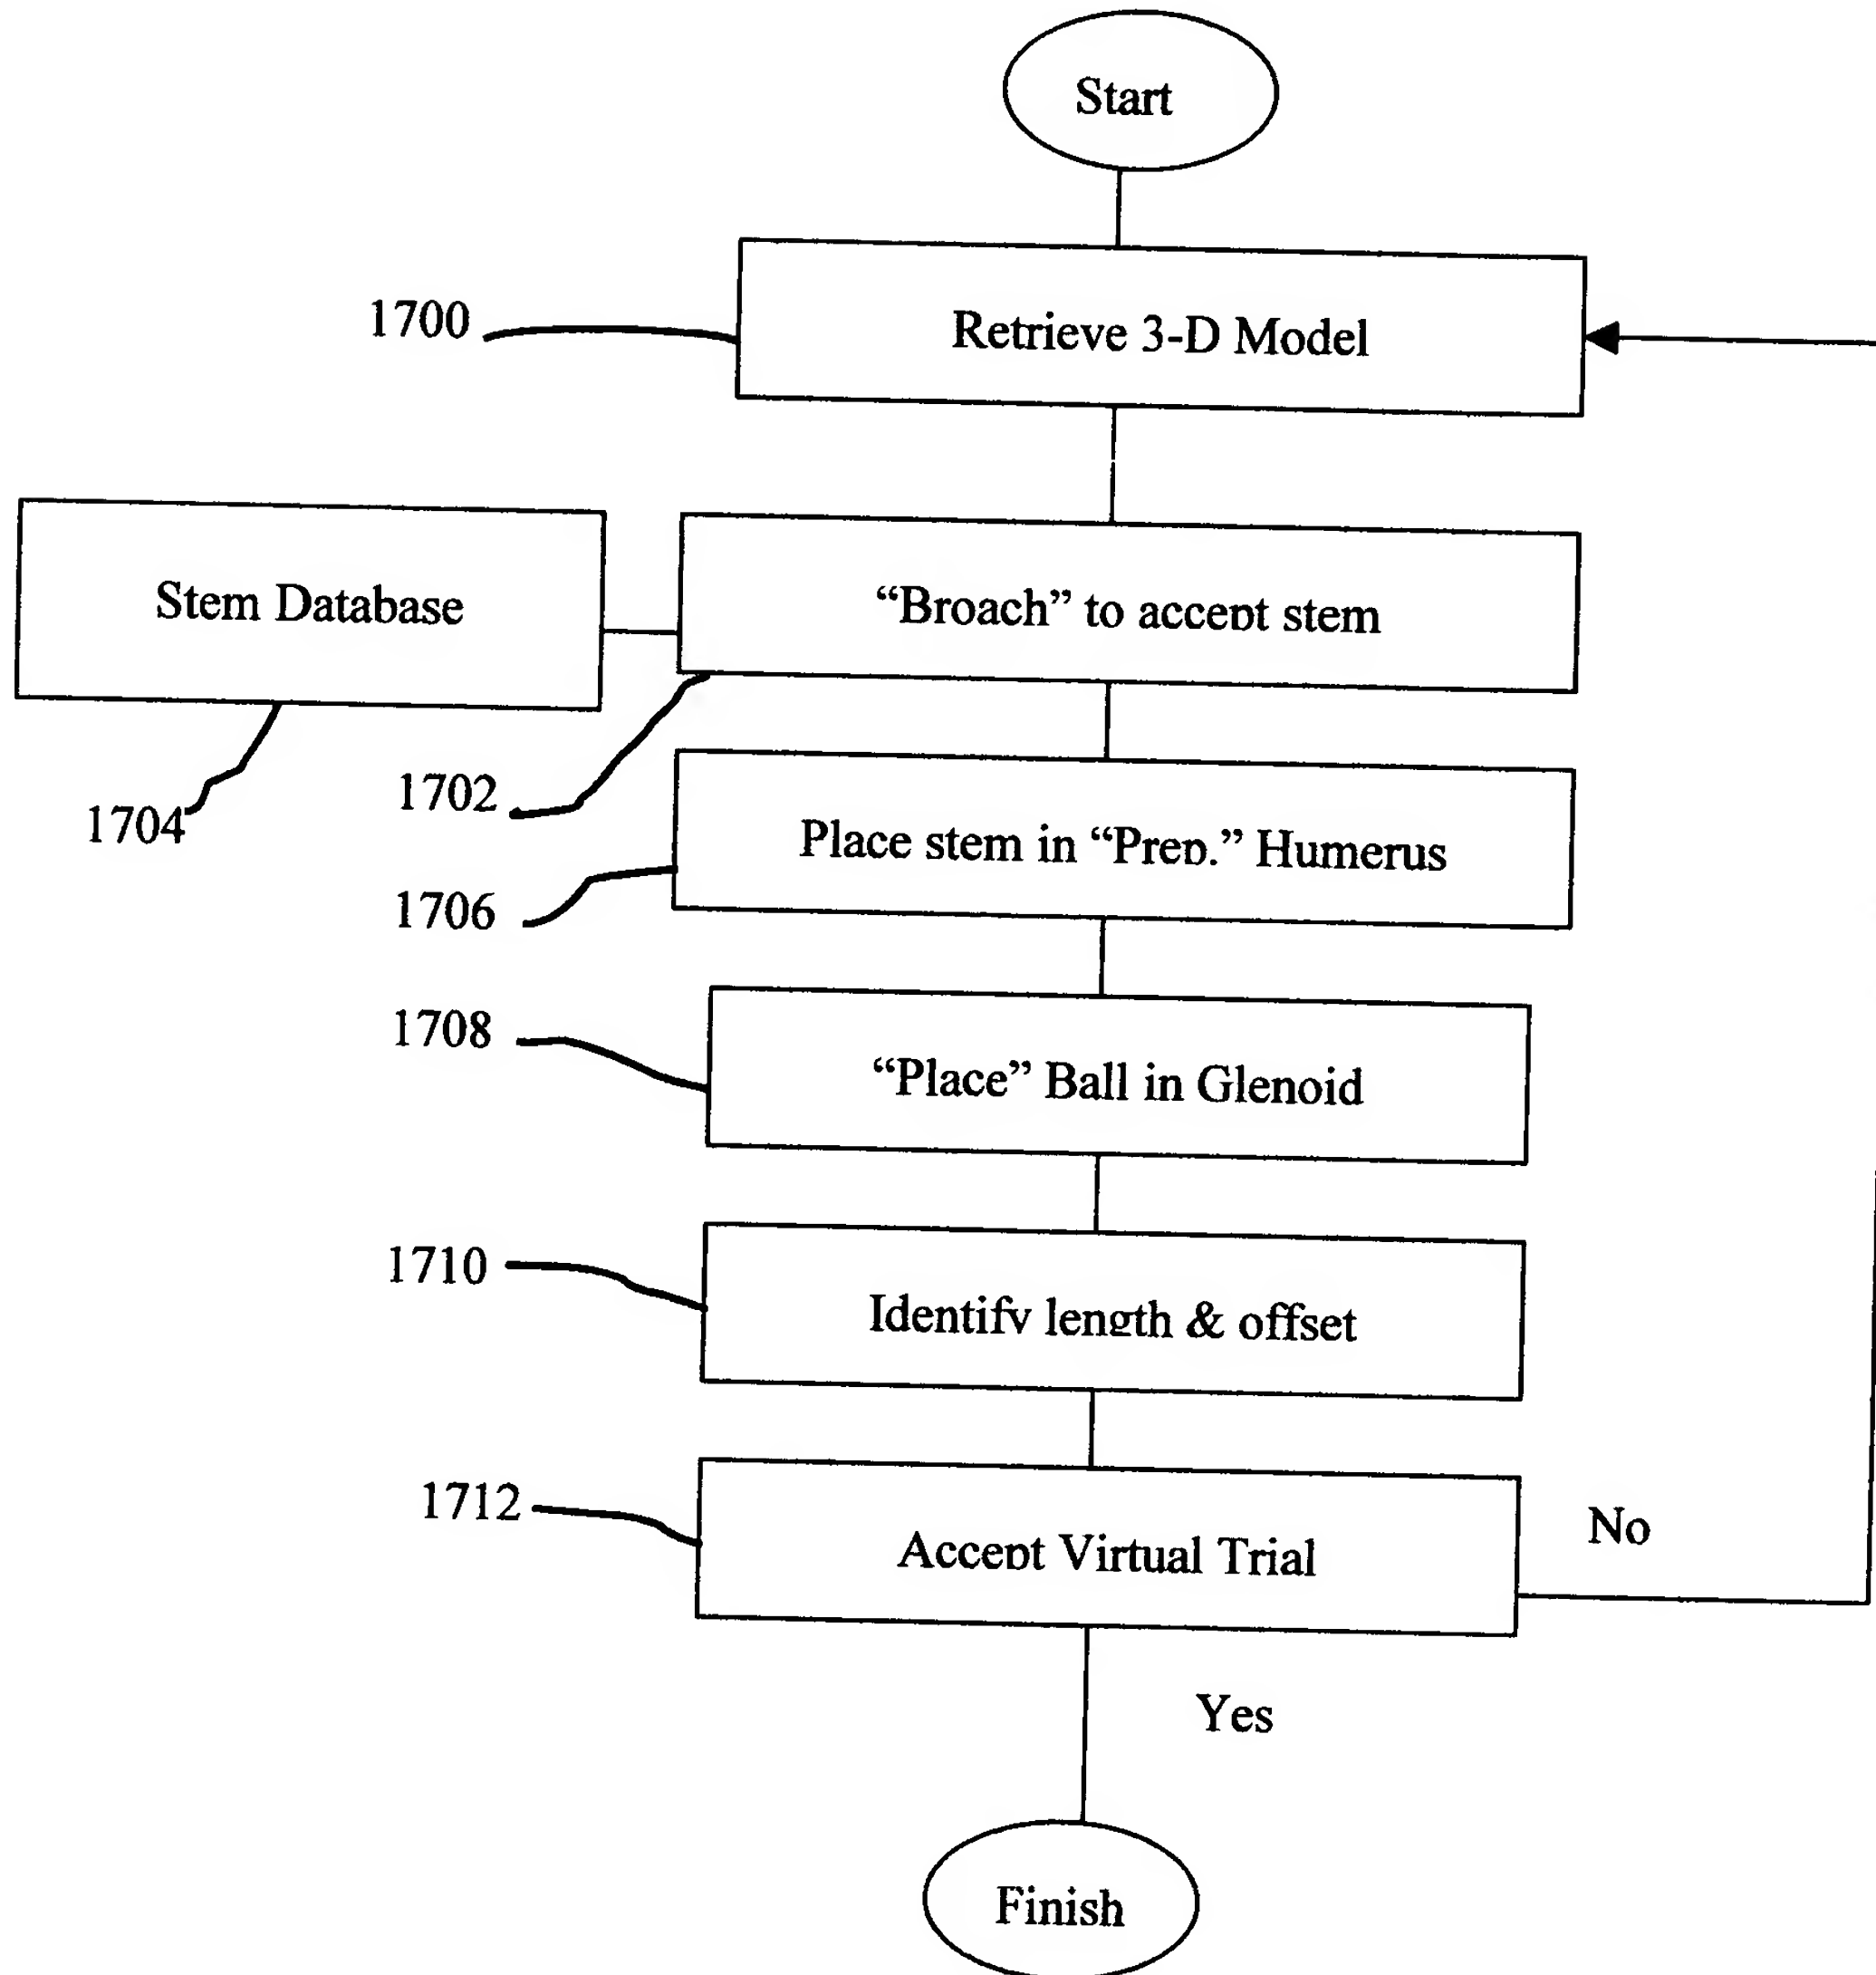 Start
1700
Retrieve 3-D Model
Stem Database
“Broach” to accept stem
1704
1702
Place stem in “Prep.” Humerus
1706
1708
“Place” Ball in Glenoid
1710
Identify length & offset
1712
Accept Virtual Trial
No
Yes
Finish